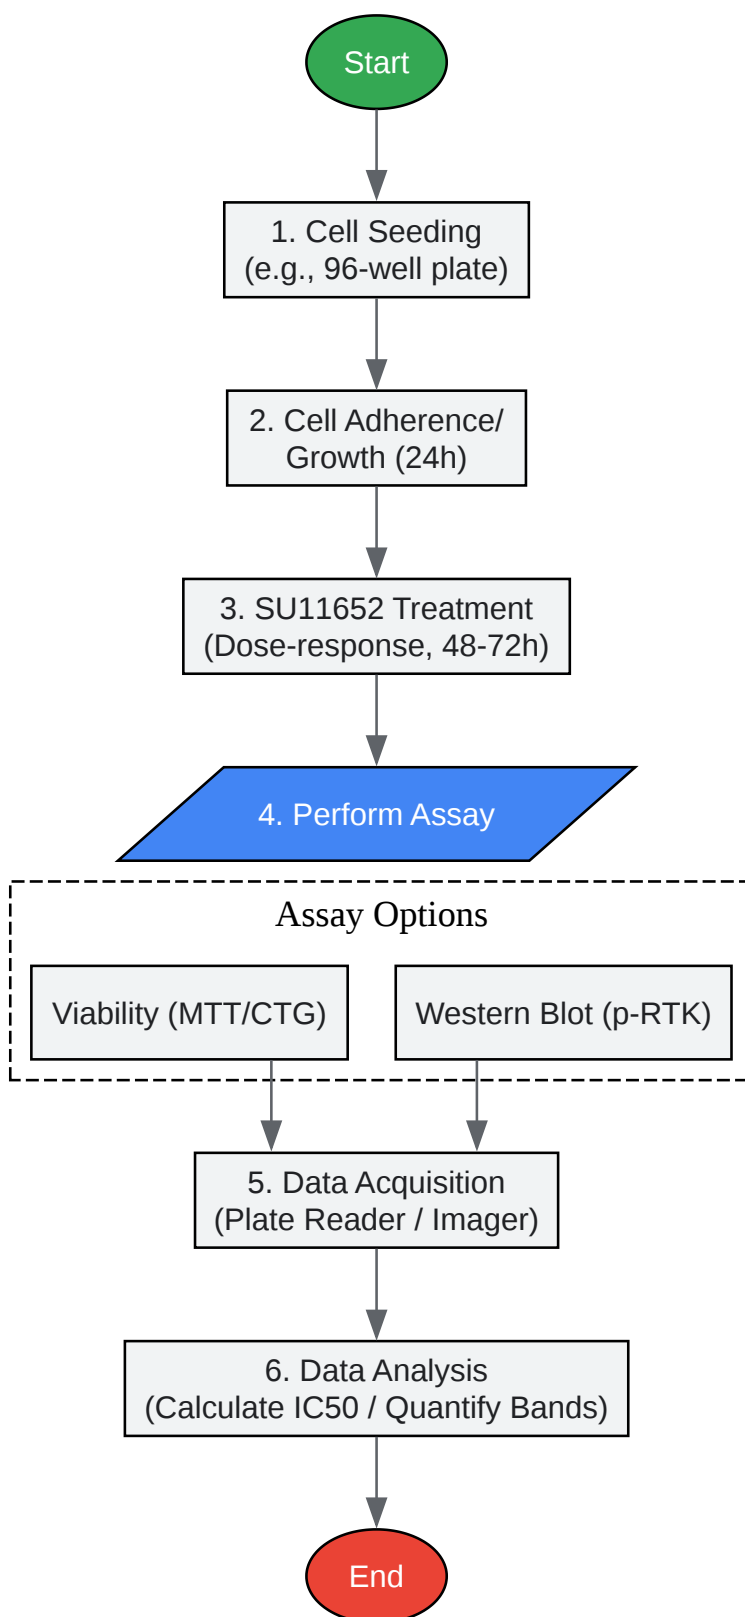 Start
1. Cell Seeding
(e.g., 96-well plate)
2. Cell Adherence/
Growth (24h)
3. SU11652 Treatment
(Dose-response, 48-72h)
4. Perform Assay
Assay Options
Viability (MTT/CTG)
Western Blot (p-RTK)
5. Data Acquisition
(Plate Reader / Imager)
6. Data Analysis
(Calculate IC50 / Quantify Bands)
End